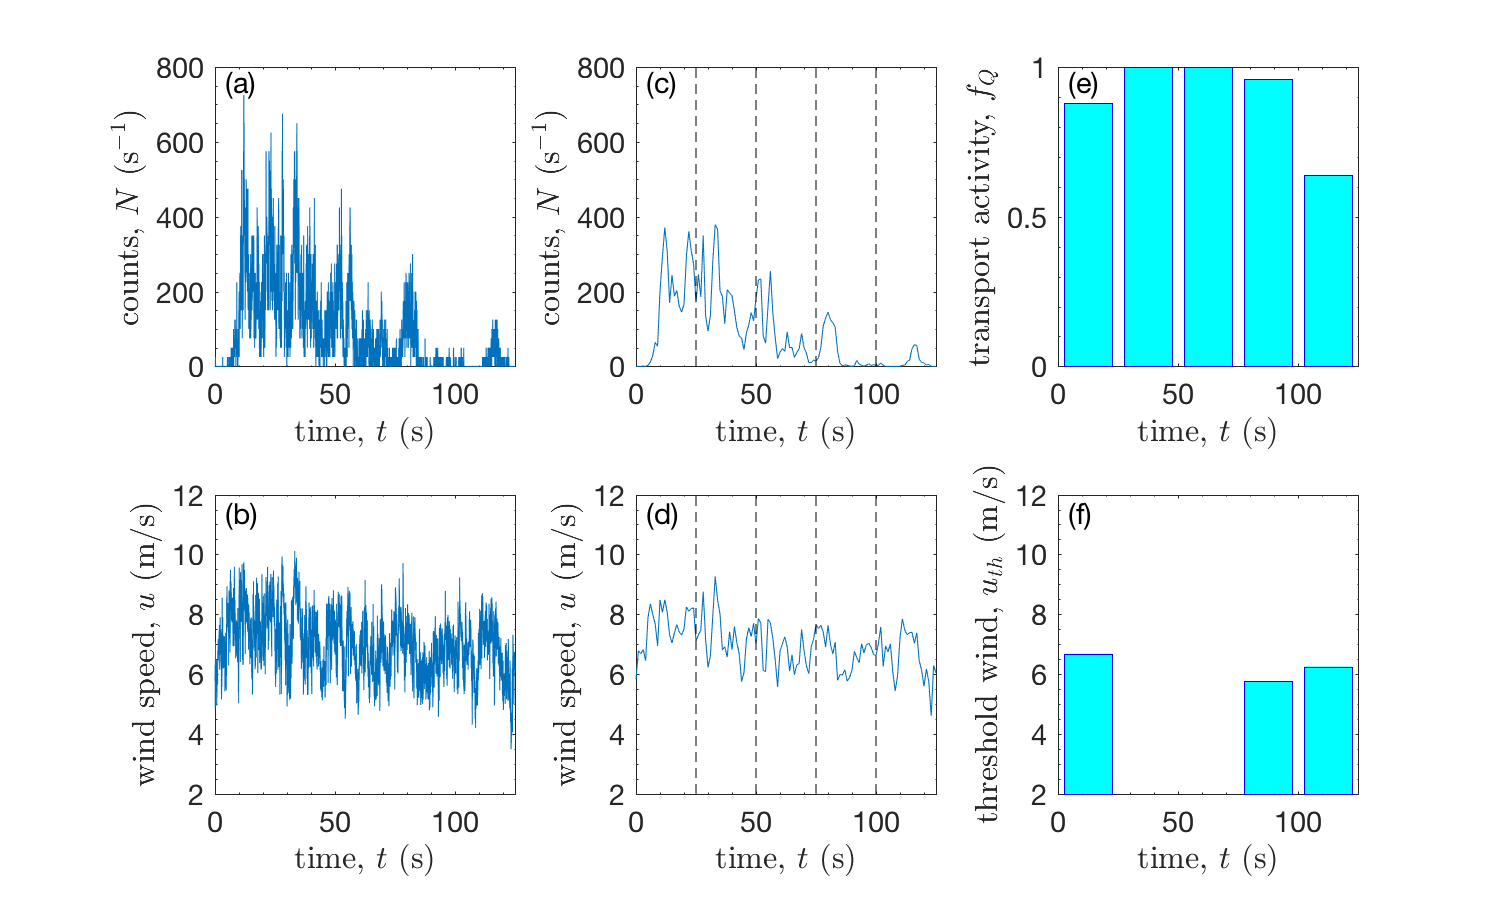 (a)
800
600
400
200
0
0 50 100
time, t (s)
counts, N (s⁻¹)
(c)
800
600
400
200
0
0 50 100
time, t (s)
counts, N (s⁻¹)
(e)
1
0.5
0
0 50 100
time, t (s)
transport activity, f_Q
(b)
12
10
8
6
4
2
0 50 100
time, t (s)
wind speed, u (m/s)
(d)
12
10
8
6
4
2
0 50 100
time, t (s)
wind speed, u (m/s)
(f)
12
10
8
6
4
2
0 50 100
time, t (s)
threshold wind, u_th (m/s)